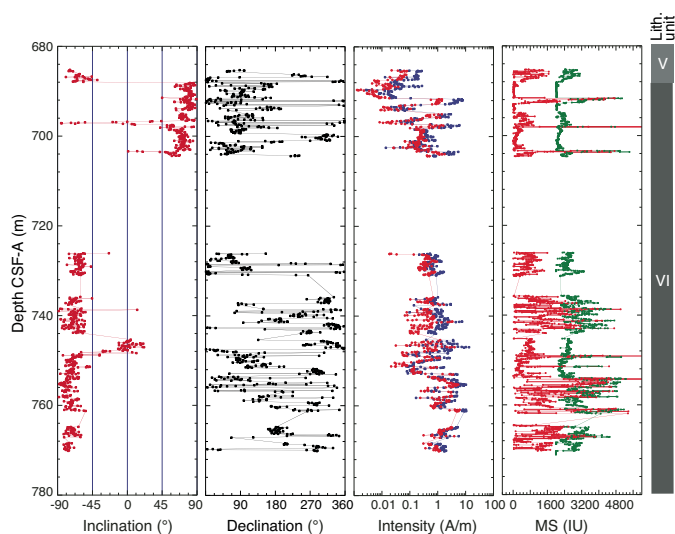 Lith.
unit
680
700
720
740
760
780
Depth CSF-A (m)
V
VI
-90 -45 0 45 90
0 90 180 270 360
0.01 0.1 1 10 100
0 1600 3200 4800
Inclination (°)
Declination (°)
Intensity (A/m)
MS (IU)